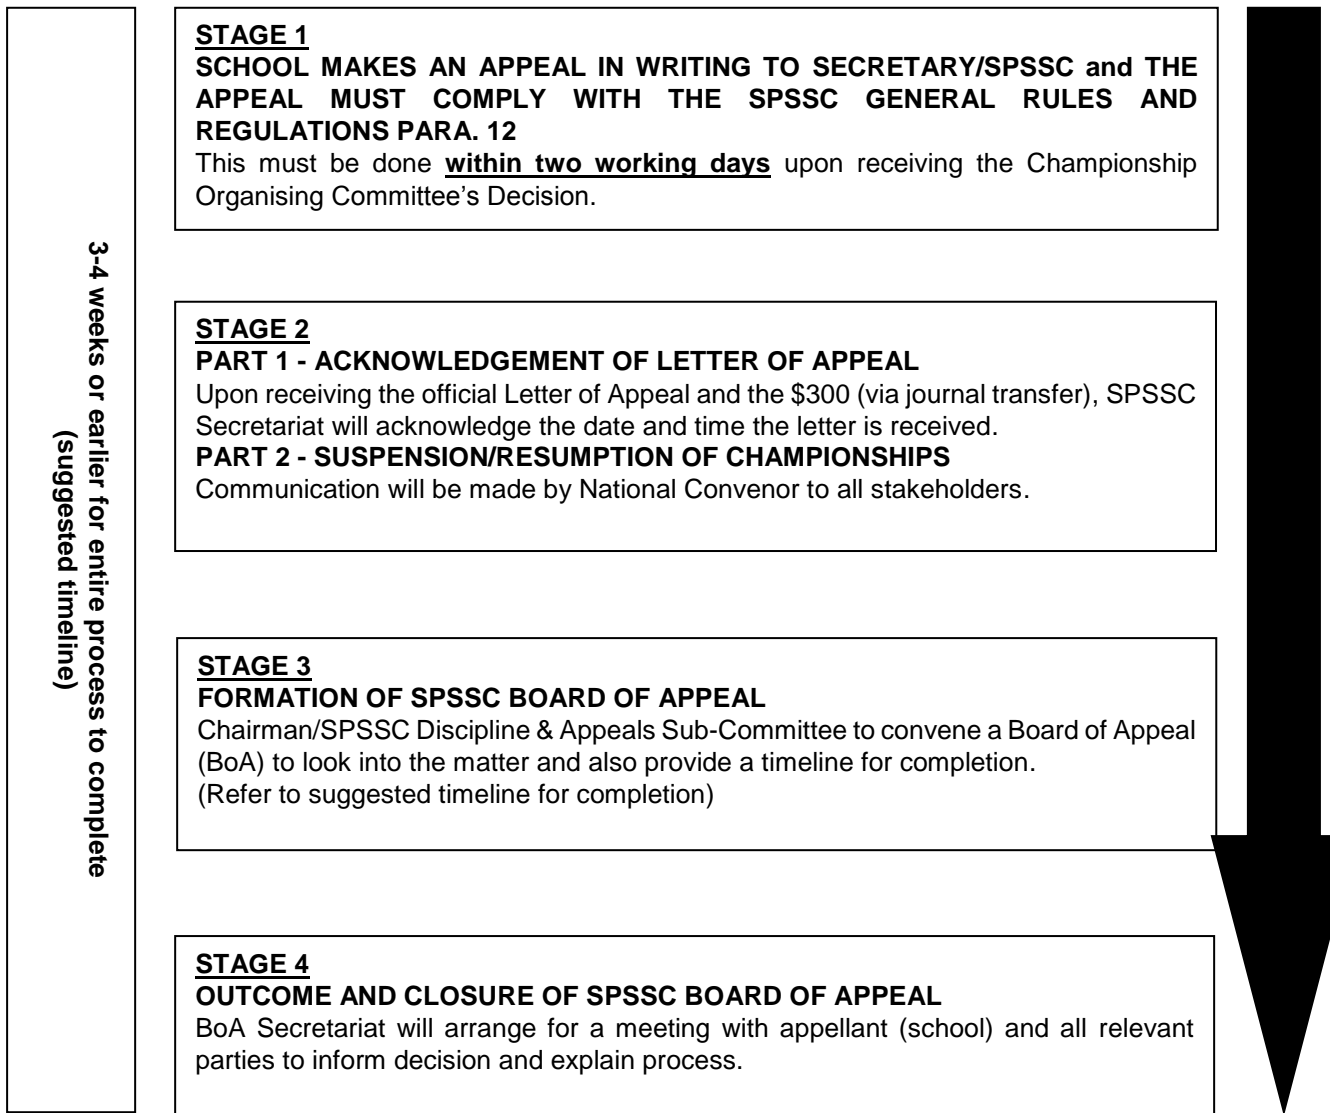 3-4 weeks or earlier for entire process to complete
(suggested timeline)
STAGE 1
SCHOOL MAKES AN APPEAL IN WRITING TO SECRETARY/SPSSC and THE
APPEAL MUST COMPLY WITH THE SPSSC GENERAL RULES AND
REGULATIONS PARA. 12
This must be done within two working days upon receiving the Championship
Organising Committee’s Decision.
STAGE 2
PART 1 - ACKNOWLEDGEMENT OF LETTER OF APPEAL
Upon receiving the official Letter of Appeal and the $300 (via journal transfer), SPSSC
Secretariat will acknowledge the date and time the letter is received.
PART 2 - SUSPENSION/RESUMPTION OF CHAMPIONSHIPS
Communication will be made by National Convenor to all stakeholders.
STAGE 3
FORMATION OF SPSSC BOARD OF APPEAL
Chairman/SPSSC Discipline & Appeals Sub-Committee to convene a Board of Appeal
(BoA) to look into the matter and also provide a timeline for completion.
(Refer to suggested timeline for completion)
STAGE 4
OUTCOME AND CLOSURE OF SPSSC BOARD OF APPEAL
BoA Secretariat will arrange for a meeting with appellant (school) and all relevant
parties to inform decision and explain process.